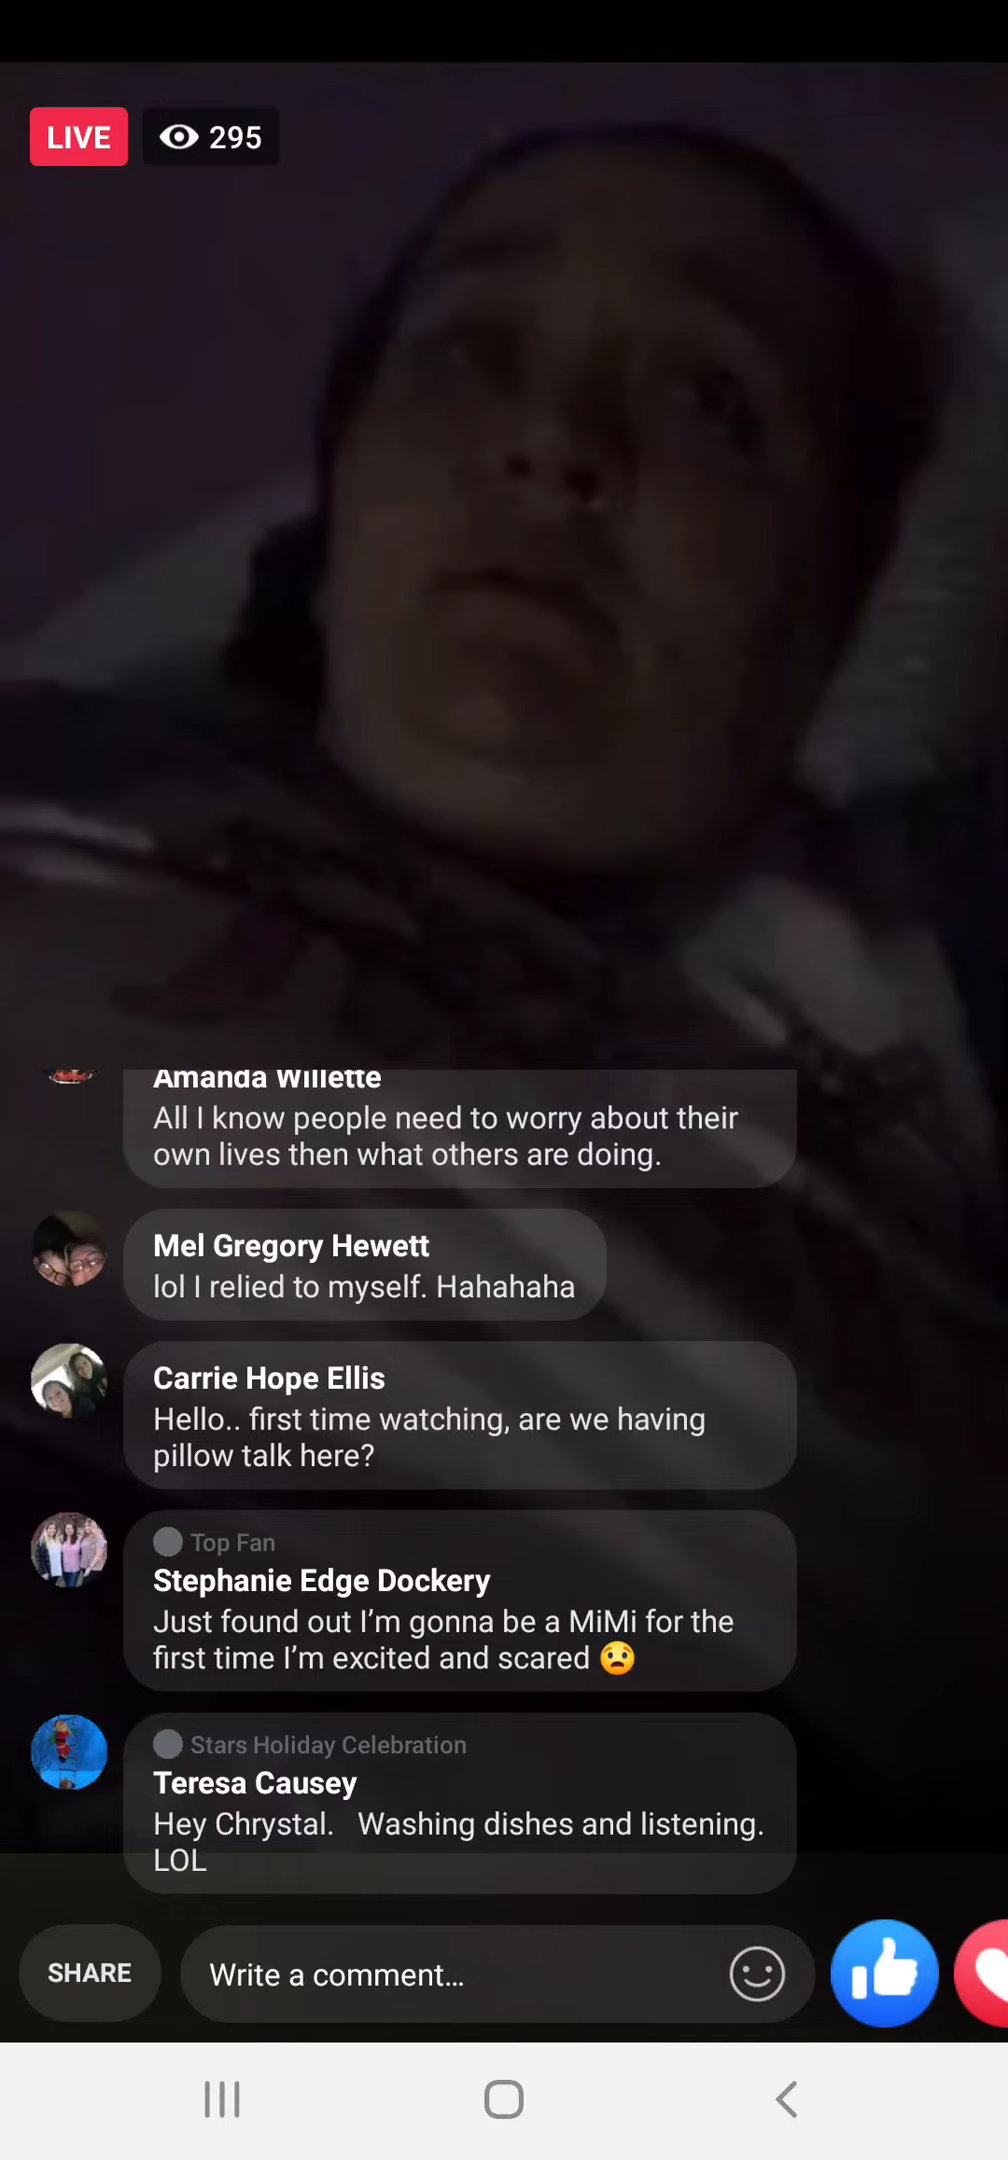 LIVE 295
Amanda Willette
All I know people need to worry about their
own lives then what others are doing.
Mel Gregory Hewett
lol I relied to myself. Hahahaha
Carrie Hope Ellis
Hello.. first time watching, are we having
pillow talk here?
Top Fan
Stephanie Edge Dockery
Just found out I’m gonna be a MiMi for the
first time I’m excited and scared 😧
Stars Holiday Celebration
Teresa Causey
Hey Chrystal.   Washing dishes and listening.
LOL
SHARE Write a comment...